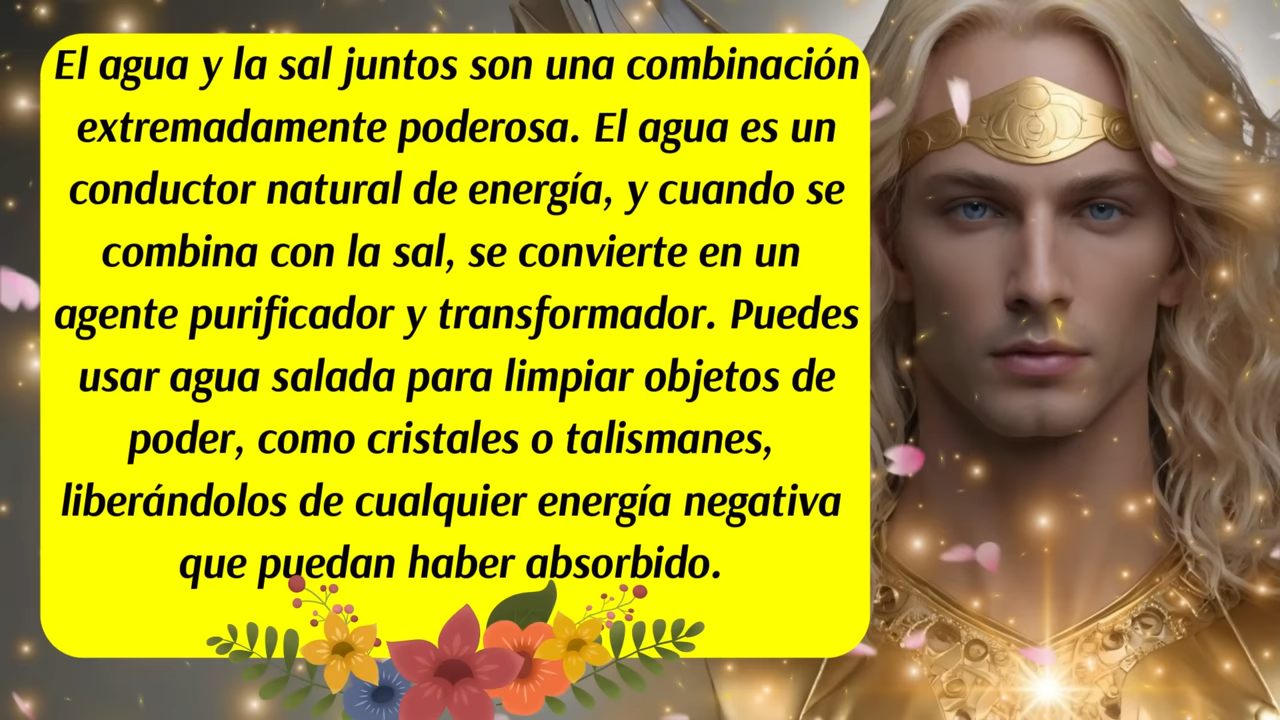 El agua y la sal juntos son una combinación
extremadamente poderosa. El agua es un
conductor natural de energía, y cuando se
combina con la sal, se convierte en un
agente purificador y transformador. Puedes
usar agua salada para limpiar objetos de
poder, como cristales o talismanes,
liberándolos de cualquier energía negativa
que puedan haber absorbido.